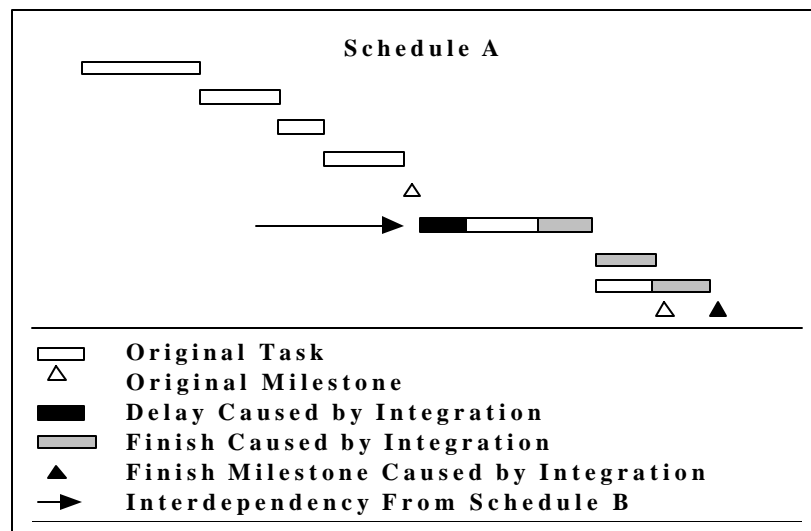 Schedule A
Original Task
Original Milestone
Delay Caused by Integration
Finish Caused by Integration
Finish Milestone Caused by Integration
Interdependency From Schedule B